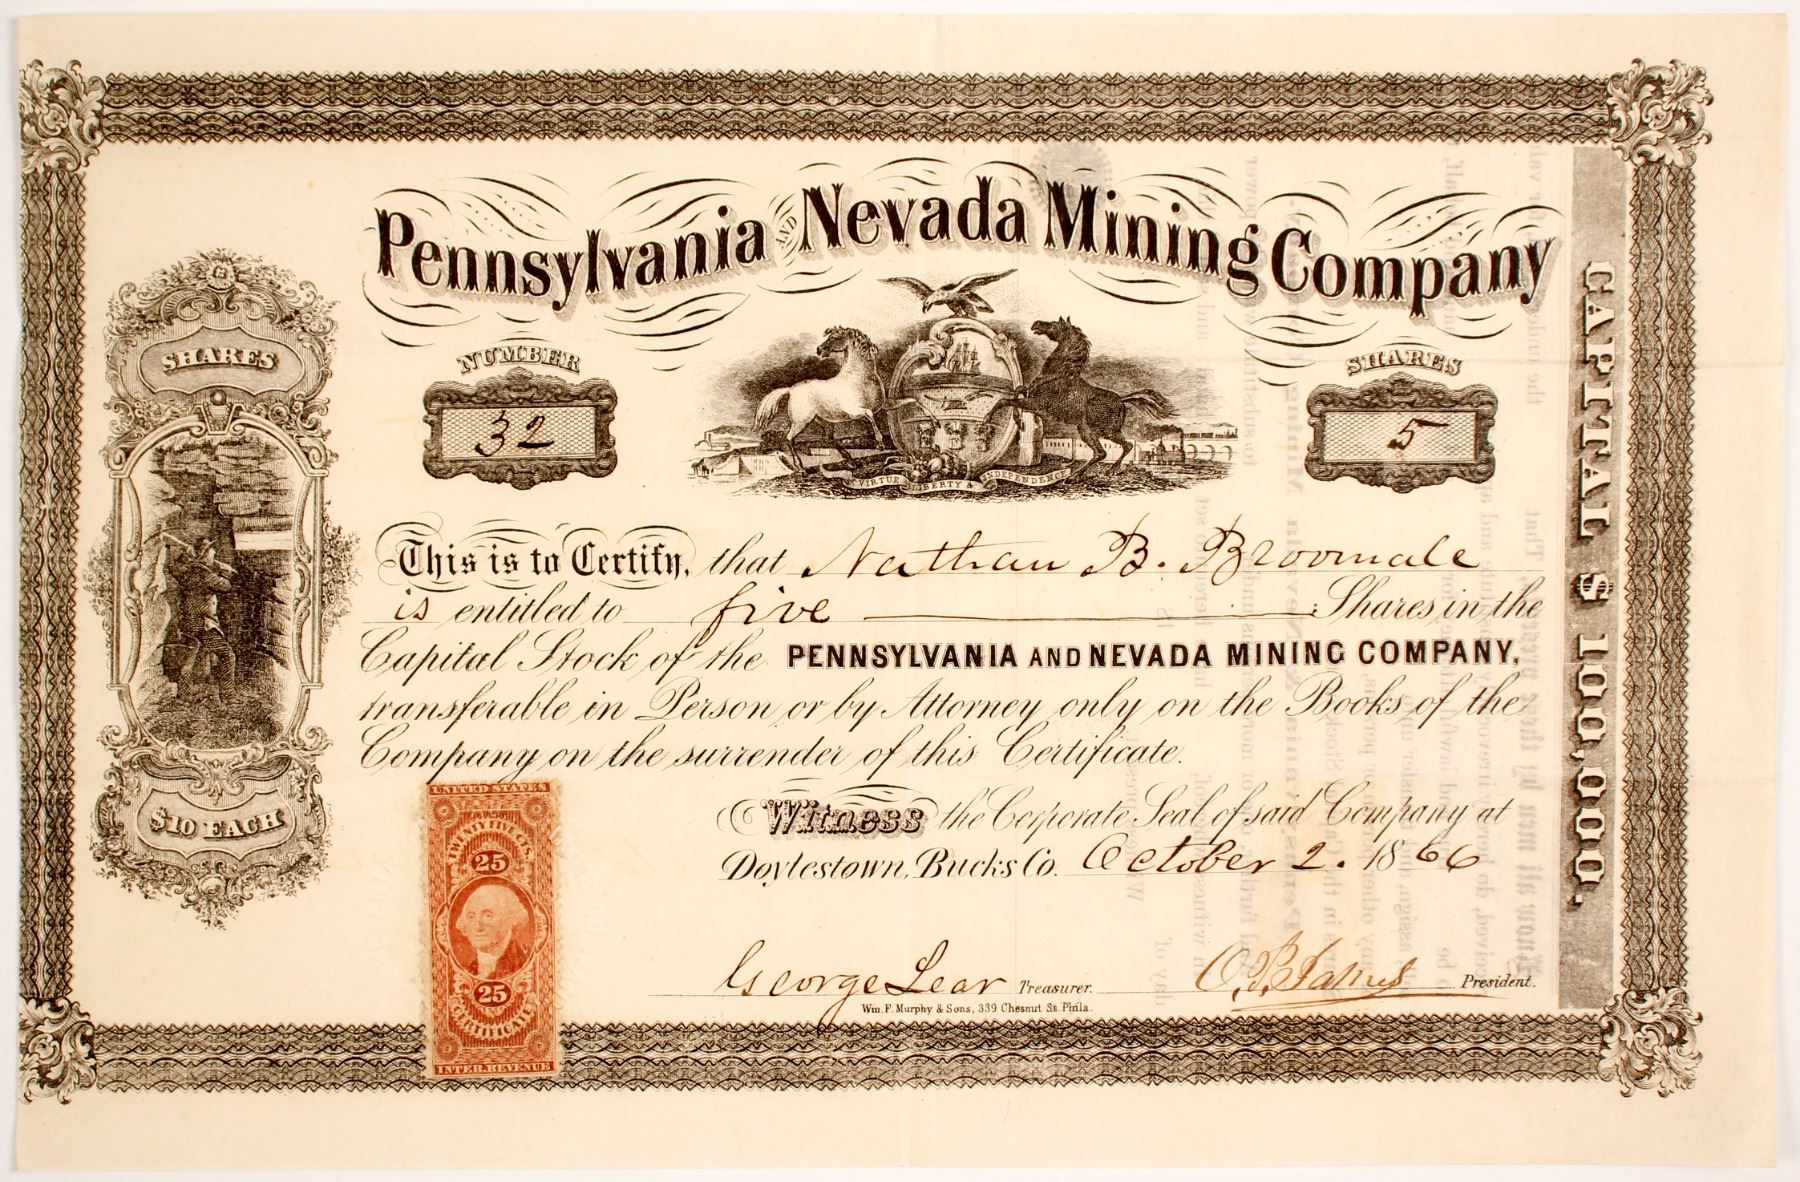 Pennsylvania AND Nevada Mining Company
NUMBER
32
SHARES
5
VIRTUE LIBERTY & INDEPENDENCE
SHARES
$10 EACH
CAPITAL $ 100,000.
This is to Certify, that Nathan B. Broomale
is entitled to five Shares in the
Capital Stock of the PENNSYLVANIA AND NEVADA MINING COMPANY,
transferable in Person or by Attorney only on the Books of the
Company on the surrender of this Certificate.
Witness the Corporate Seal of said Company at
Doylestown, Bucks Co. October 2. 1866
George Lear Treasurer.
President.
Wm. F. Murphy & Sons, 339 Chesnut St. Phila.
UNITED STATES
TWENTY FIVE CTS.
25
25
CERTIFICATE
INTER. REVENUE